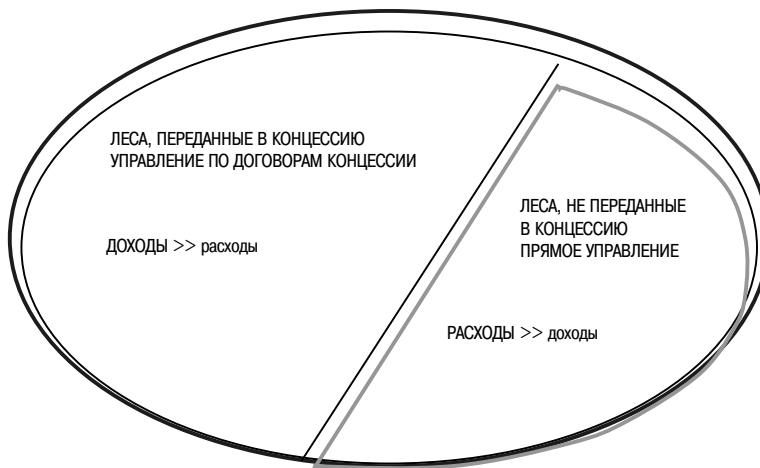 ЛЕСА, ПЕРЕДАННЫЕ В КОНЦЕССИЮ
УПРАВЛЕНИЕ ПО ДОГОВОРАМ КОНЦЕССИИ
ДОХОДЫ >> расходы
ЛЕСА, НЕ ПЕРЕДАННЫЕ
В КОНЦЕССИЮ
ПРЯМОЕ УПРАВЛЕНИЕ
РАСХОДЫ >> доходы